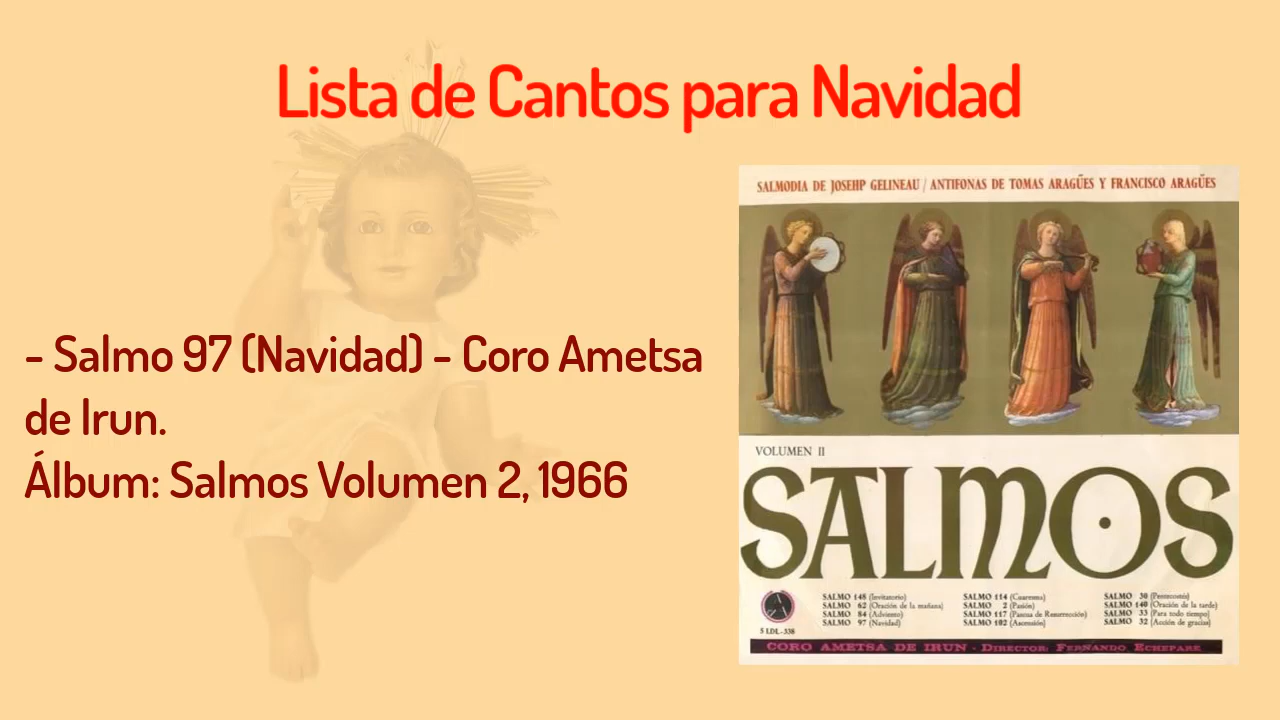 Lista de Cantos para Navidad
- Salmo 97 (Navidad) - Coro Ametsa
de Irun.
Álbum: Salmos Volumen 2, 1966
SALMODIA DE JOSEHP GELINEAU / ANTIFONAS DE TOMAS ARAGÜES Y FRANCISCO ARAGÜES
VOLUMEN II
SALMOS
SALMO 148 (Invitatorio)
SALMO 62 (Oración de la mañana)
SALMO 84 (Adviento)
SALMO 97 (Navidad)
SALMO 114 (Cuaresma)
SALMO 2 (Pasión)
SALMO 117 (Pascua de Resurrección)
SALMO 102 (Ascensión)
SALMO 30 (Pentecostés)
SALMO 140 (Oración de la tarde)
SALMO 33 (Para todo tiempo)
SALMO 32 (Acción de gracias)
5 LDL-338
CORO AMETSA DE IRUN - DIRECTOR: FERNANDO ECHEPARE